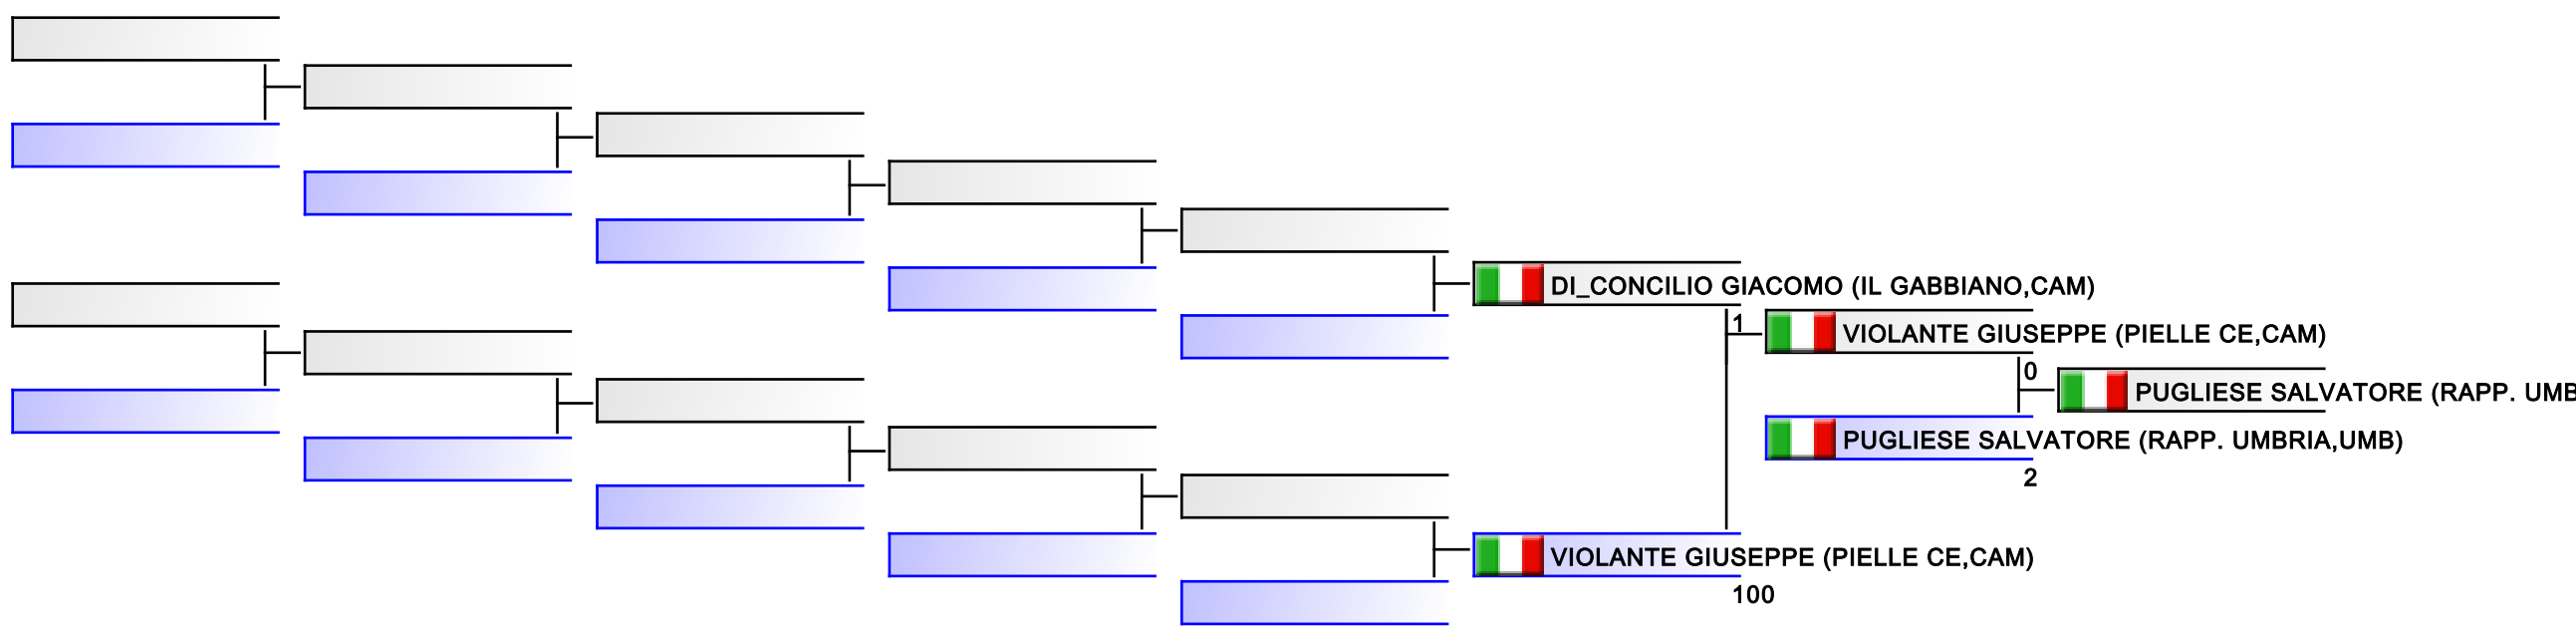 DI_CONCILIO GIACOMO (IL GABBIANO,CAM)
1
VIOLANTE GIUSEPPE (PIELLE CE,CAM)
0
PUGLIESE SALVATORE (RAPP. UMB
PUGLIESE SALVATORE (RAPP. UMBRIA,UMB)
2
VIOLANTE GIUSEPPE (PIELLE CE,CAM)
100